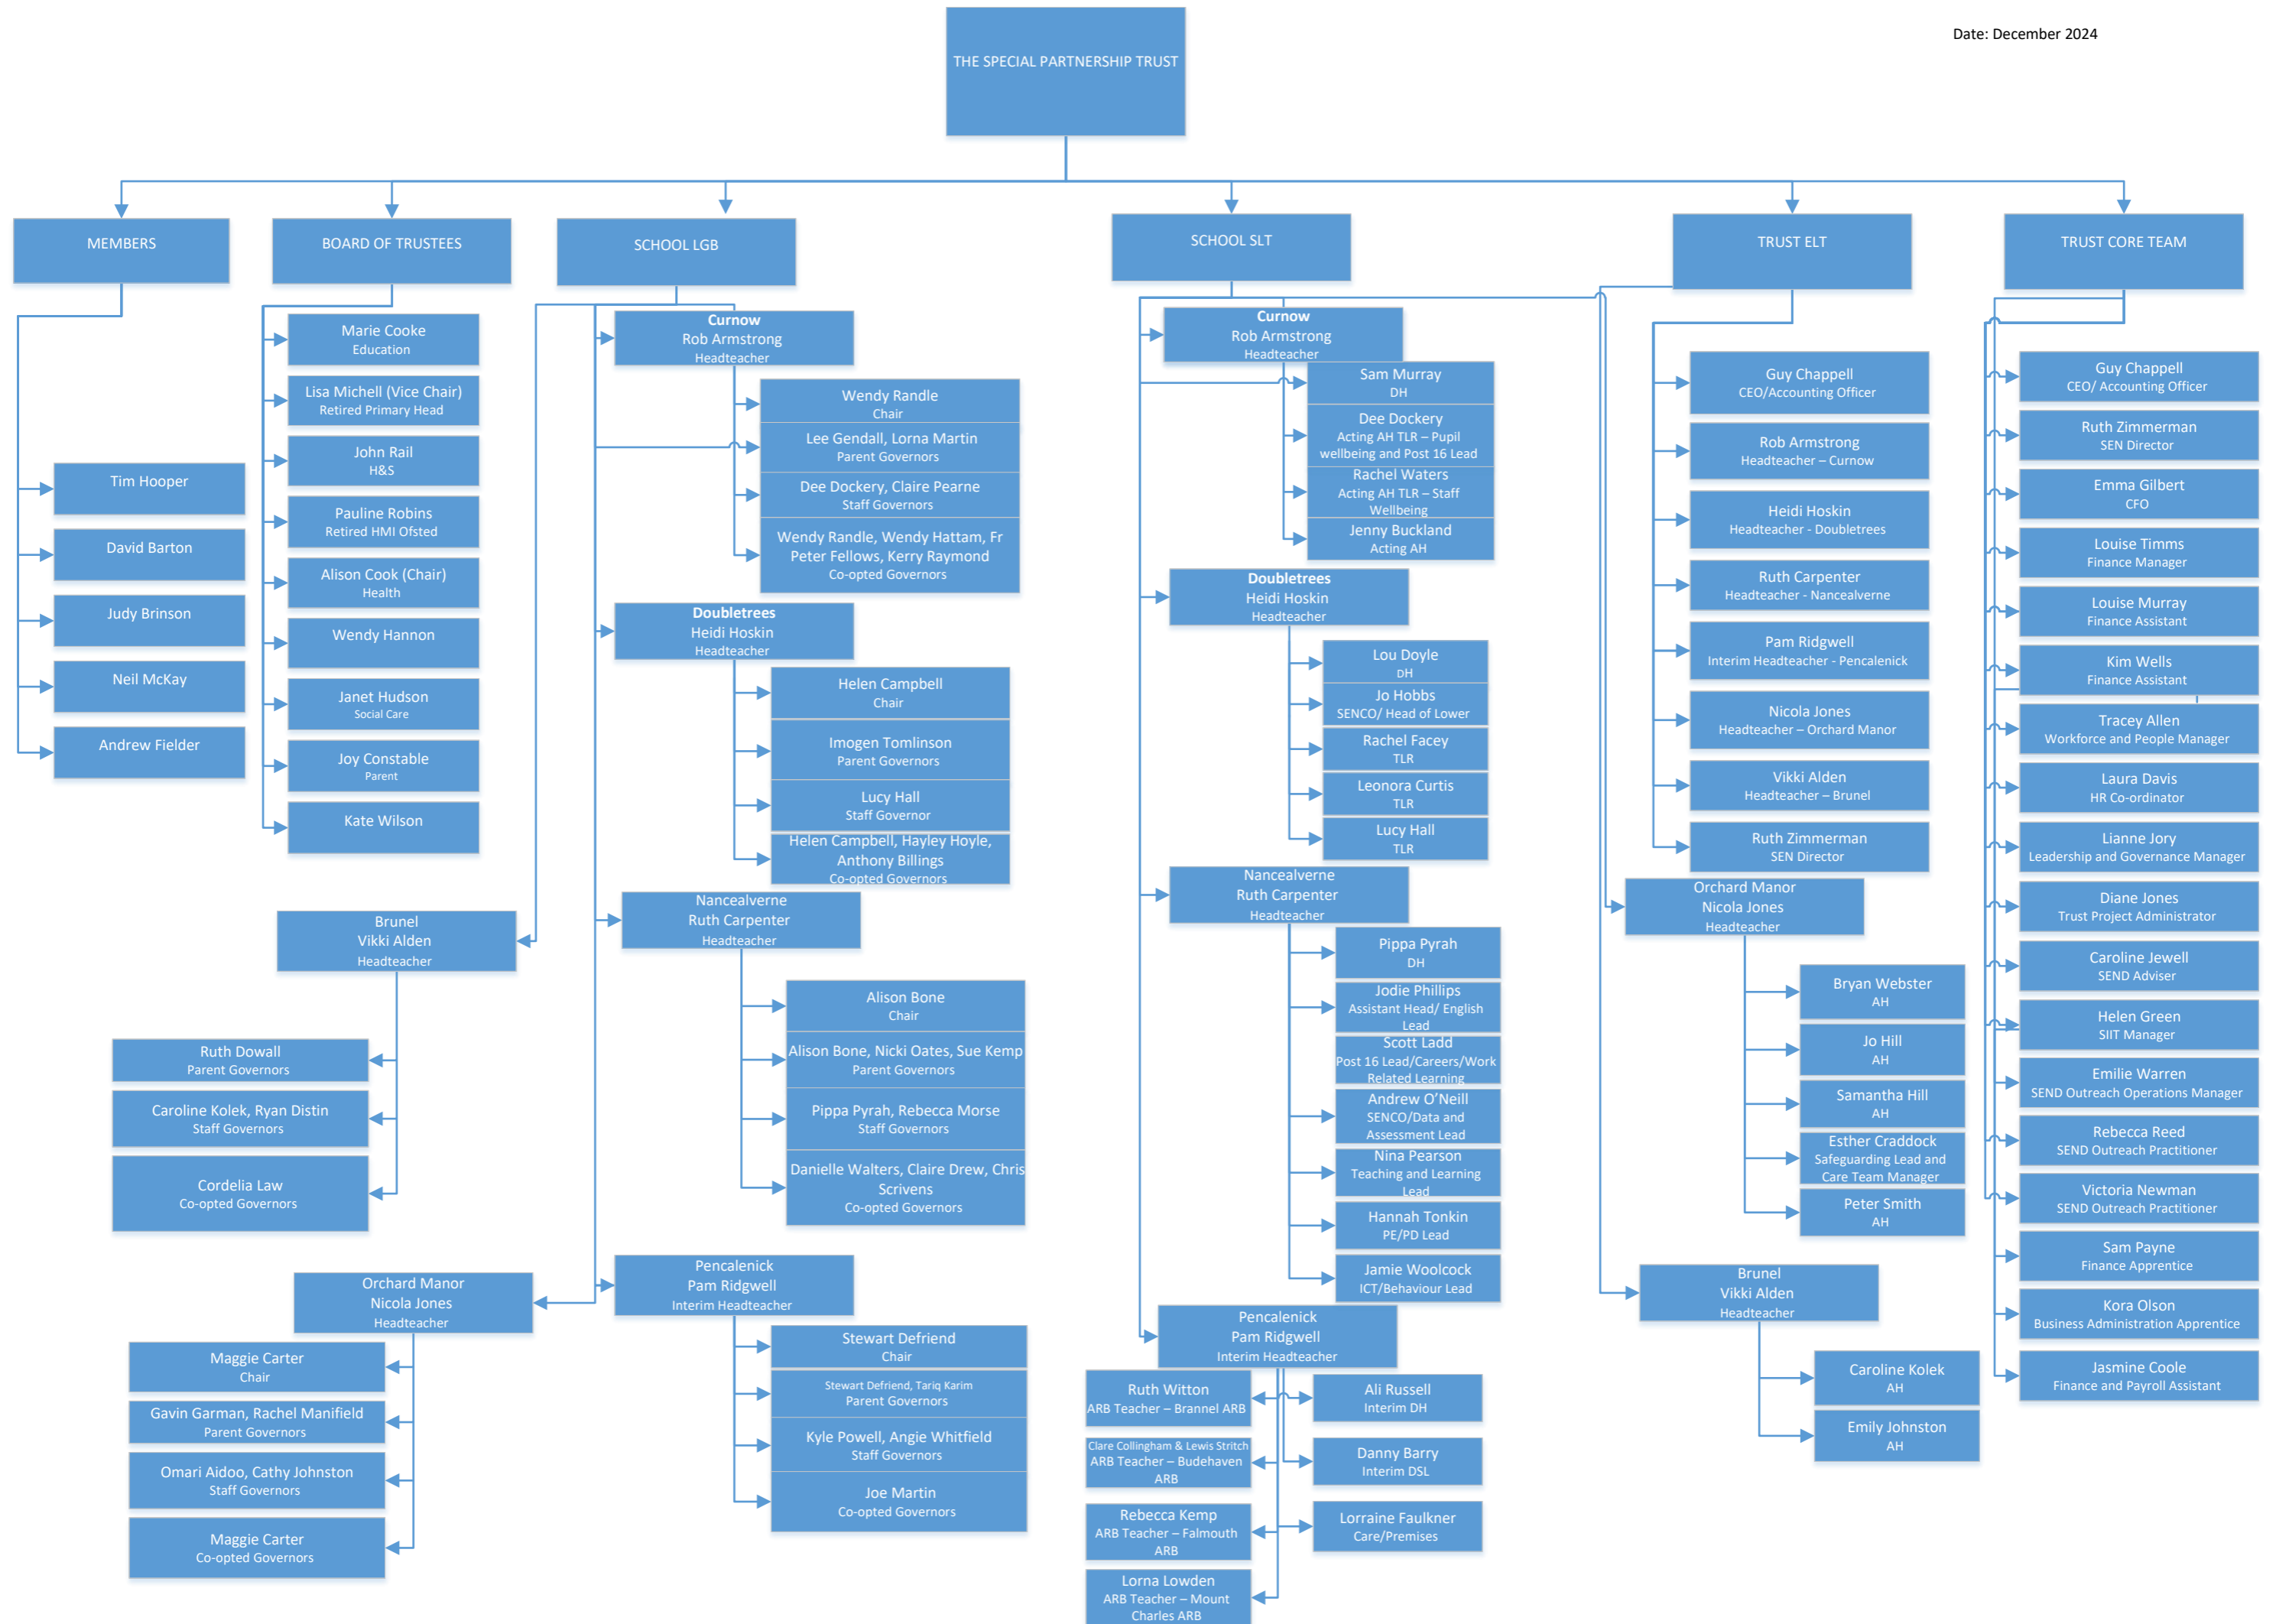 Date: December 2024
THE SPECIAL PARTNERSHIP TRUST
MEMBERS
Tim Hooper
David Barton
Judy Brinson
Neil McKay
Andrew Fielder
BOARD OF TRUSTEES
Marie Cooke
Education
Lisa Michell (Vice Chair)
Retired Primary Head
John Rail
H&S
Pauline Robins
Retired HMI Ofsted
Alison Cook (Chair)
Health
Wendy Hannon
Janet Hudson
Social Care
Joy Constable
Parent
Kate Wilson
SCHOOL LGB
Curnow
Rob Armstrong
Headteacher
Wendy Randle
Chair
Lee Gendall, Lorna Martin
Parent Governors
Dee Dockery, Claire Pearne
Staff Governors
Wendy Randle, Wendy Hattam, Fr
Peter Fellows, Kerry Raymond
Co-opted Governors
Doubletrees
Heidi Hoskin
Headteacher
Helen Campbell
Chair
Imogen Tomlinson
Parent Governors
Lucy Hall
Staff Governor
Helen Campbell, Hayley Hoyle,
Anthony Billings
Co-opted Governors
Nancealverne
Ruth Carpenter
Headteacher
Alison Bone
Chair
Alison Bone, Nicki Oates, Sue Kemp
Parent Governors
Pippa Pyrah, Rebecca Morse
Staff Governors
Danielle Walters, Claire Drew, Chris
Scrivens
Co-opted Governors
Pencalenick
Pam Ridgwell
Interim Headteacher
Stewart Defriend
Chair
Stewart Defriend, Tariq Karim
Parent Governors
Kyle Powell, Angie Whitfield
Staff Governors
Joe Martin
Co-opted Governors
Brunel
Vikki Alden
Headteacher
Ruth Dowall
Parent Governors
Caroline Kolek, Ryan Distin
Staff Governors
Cordelia Law
Co-opted Governors
Orchard Manor
Nicola Jones
Headteacher
Maggie Carter
Chair
Gavin Garman, Rachel Manifield
Parent Governors
Omari Aidoo, Cathy Johnston
Staff Governors
Maggie Carter
Co-opted Governors
SCHOOL SLT
Curnow
Rob Armstrong
Headteacher
Sam Murray
DH
Dee Dockery
Acting AH TLR – Pupil
wellbeing and Post 16 Lead
Rachel Waters
Acting AH TLR – Staff
Wellbeing
Jenny Buckland
Acting AH
Doubletrees
Heidi Hoskin
Headteacher
Lou Doyle
DH
Jo Hobbs
SENCO/ Head of Lower
Rachel Facey
TLR
Leonora Curtis
TLR
Lucy Hall
TLR
Nancealverne
Ruth Carpenter
Headteacher
Pippa Pyrah
DH
Jodie Phillips
Assistant Head/ English
Lead
Scott Ladd
Post 16 Lead/Careers/Work
Related Learning
Andrew O’Neill
SENCO/Data and
Assessment Lead
Nina Pearson
Teaching and Learning
Lead
Hannah Tonkin
PE/PD Lead
Jamie Woolcock
ICT/Behaviour Lead
Pencalenick
Pam Ridgwell
Interim Headteacher
Ruth Witton
ARB Teacher – Brannel ARB
Clare Collingham & Lewis Stritch
ARB Teacher – Budehaven
ARB
Rebecca Kemp
ARB Teacher – Falmouth
ARB
Lorna Lowden
ARB Teacher – Mount
Charles ARB
Ali Russell
Interim DH
Danny Barry
Interim DSL
Lorraine Faulkner
Care/Premises
TRUST ELT
Guy Chappell
CEO/Accounting Officer
Rob Armstrong
Headteacher – Curnow
Heidi Hoskin
Headteacher - Doubletrees
Ruth Carpenter
Headteacher - Nancealverne
Pam Ridgwell
Interim Headteacher - Pencalenick
Nicola Jones
Headteacher – Orchard Manor
Vikki Alden
Headteacher – Brunel
Ruth Zimmerman
SEN Director
Orchard Manor
Nicola Jones
Headteacher
Bryan Webster
AH
Jo Hill
AH
Samantha Hill
AH
Esther Craddock
Safeguarding Lead and
Care Team Manager
Peter Smith
AH
Brunel
Vikki Alden
Headteacher
Caroline Kolek
AH
Emily Johnston
AH
TRUST CORE TEAM
Guy Chappell
CEO/ Accounting Officer
Ruth Zimmerman
SEN Director
Emma Gilbert
CFO
Louise Timms
Finance Manager
Louise Murray
Finance Assistant
Kim Wells
Finance Assistant
Tracey Allen
Workforce and People Manager
Laura Davis
HR Co-ordinator
Lianne Jory
Leadership and Governance Manager
Diane Jones
Trust Project Administrator
Caroline Jewell
SEND Adviser
Helen Green
SIIT Manager
Emilie Warren
SEND Outreach Operations Manager
Rebecca Reed
SEND Outreach Practitioner
Victoria Newman
SEND Outreach Practitioner
Sam Payne
Finance Apprentice
Kora Olson
Business Administration Apprentice
Jasmine Coole
Finance and Payroll Assistant